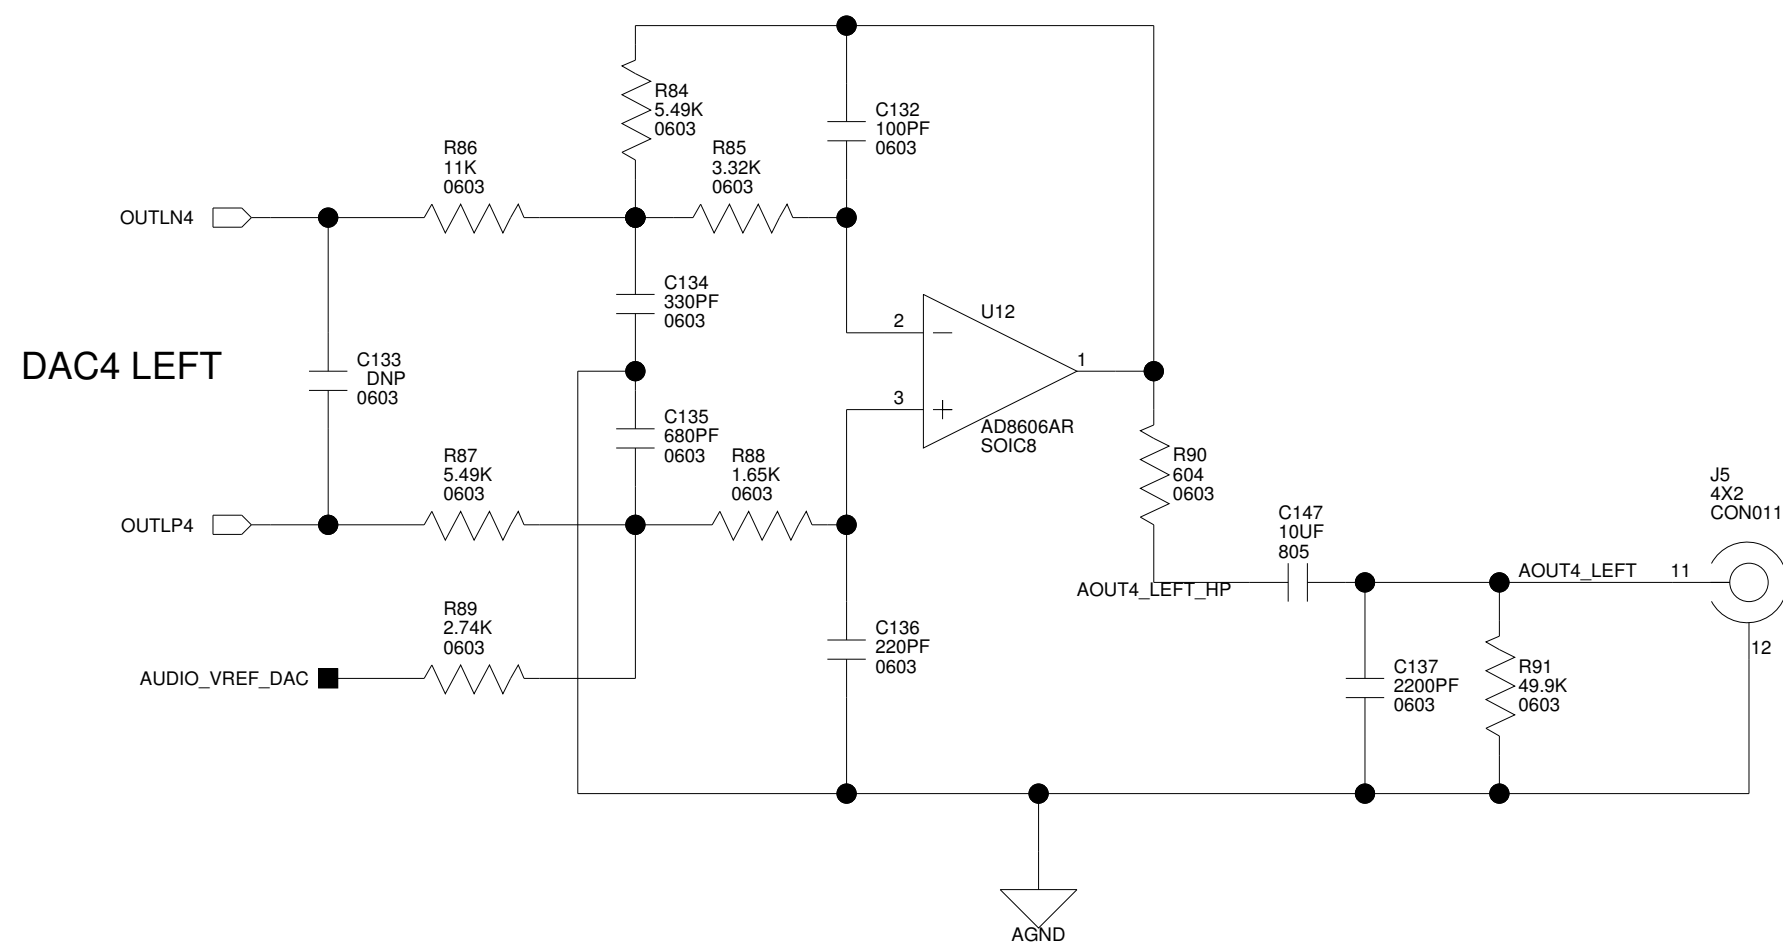 R84
5.49K
0603
C132
100PF
0603
R86
11K
0603
R85
3.32K
0603
OUTLN4
C134
330PF
0603
U12
2
1
DAC4 LEFT
C133
DNP
0603
3
C135
680PF
0603
AD8606AR
SOIC8
R87
5.49K
0603
R88
1.65K
0603
R90
604
0603
J5
4X2
CON011
OUTLP4
C147
10UF
805
AOUT4_LEFT_HP
AOUT4_LEFT
11
R89
2.74K
0603
C136
220PF
0603
12
AUDIO_VREF_DAC
C137
2200PF
0603
R91
49.9K
0603
AGND